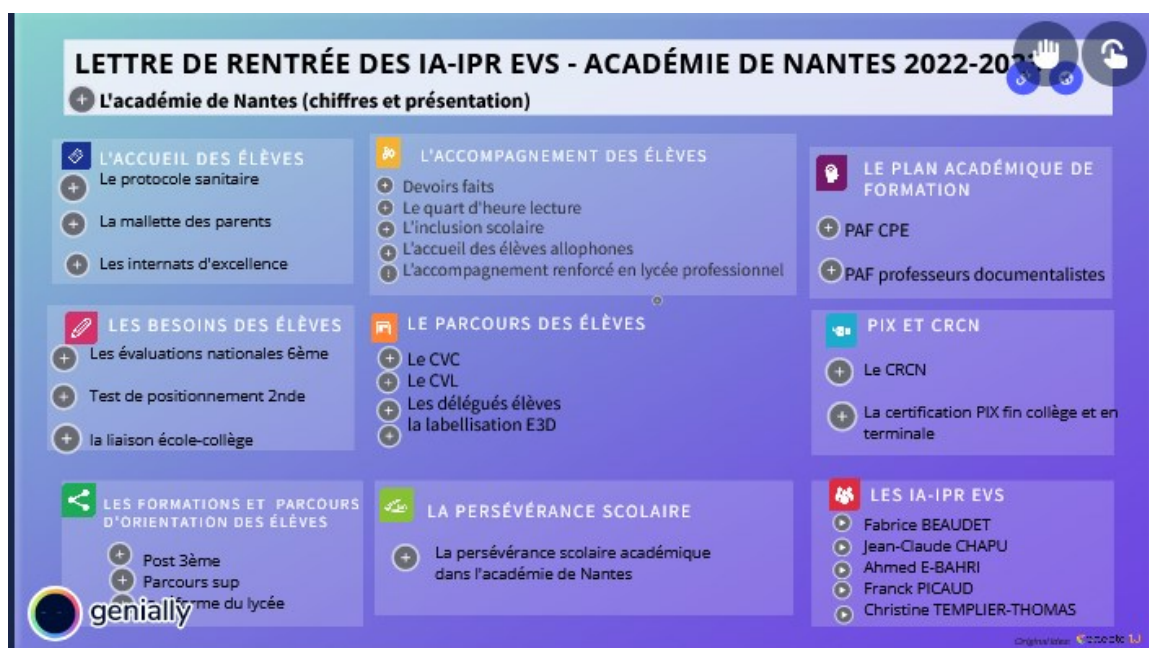 LETTRE DE RENTRÉE DES IA-IPR EVS - ACADÉMIE DE NANTES 2022-20
L'académie de Nantes (chiffres et présentation)
L'ACCUEIL DES ÉLÈVES
Le protocole sanitaire
La mallette des parents
Les internats d'excellence
L'ACCOMPAGNEMENT DES ÉLÈVES
Devoirs faits
Le quart d'heure lecture
L'inclusion scolaire
L'accueil des élèves allophones
L'accompagnement renforcé en lycée professionnel
LE PLAN ACADÉMIQUE DE
FORMATION
PAF CPE
PAF professeurs documentalistes
LES BESOINS DES ÉLÈVES
Les évaluations nationales 6ème
Test de positionnement 2nde
la liaison école-collège
LE PARCOURS DES ÉLÈVES
Le CVC
Le CVL
Les délégués élèves
la labellisation E3D
PIX ET CRCN
Le CRCN
La certification PIX fin collège et en
terminale
LES FORMATIONS ET PARCOURS
D'ORIENTATION DES ÉLÈVES
Post 3ème
Parcours sup
du lycée
genially
LA PERSÉVÉRANCE SCOLAIRE
La persévérance scolaire académique
dans l'académie de Nantes
LES IA-IPR EVS
Fabrice BEAUDET
Jean-Claude CHAPU
Ahmed E-BAHRI
Franck PICAUD
Christine TEMPLIER-THOMAS